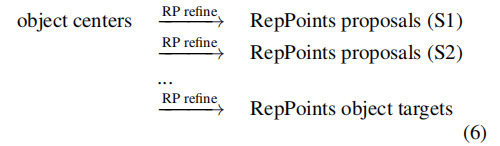 RP refine
object centers ⟶ RepPoints proposals (S1)
RP refine
⟶ RepPoints proposals (S2)
...
RP refine
⟶ RepPoints object targets
(6)